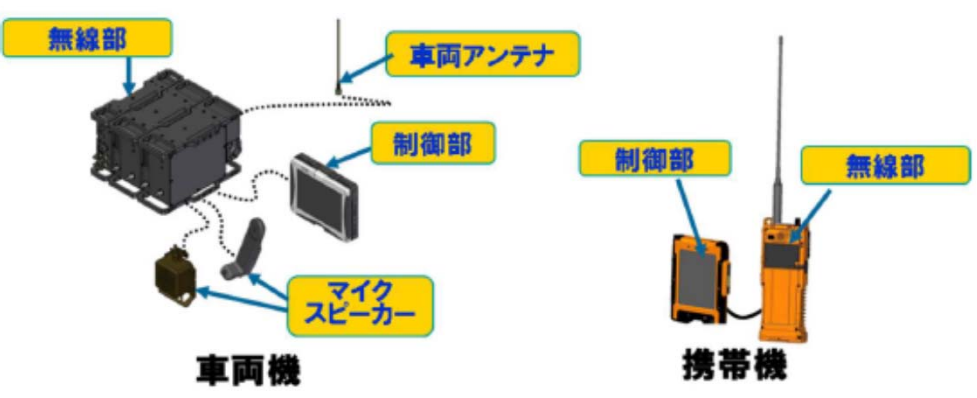 無線部
車両アンテナ
制御部
マイク
スピーカー
車両機
制御部
無線部
携帯機